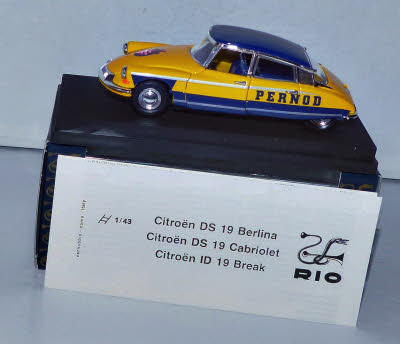 PERNOD
1/43
Citroën DS 19 Berlina
Citroën DS 19 Cabriolet
Citroën ID 19 Break
RIO